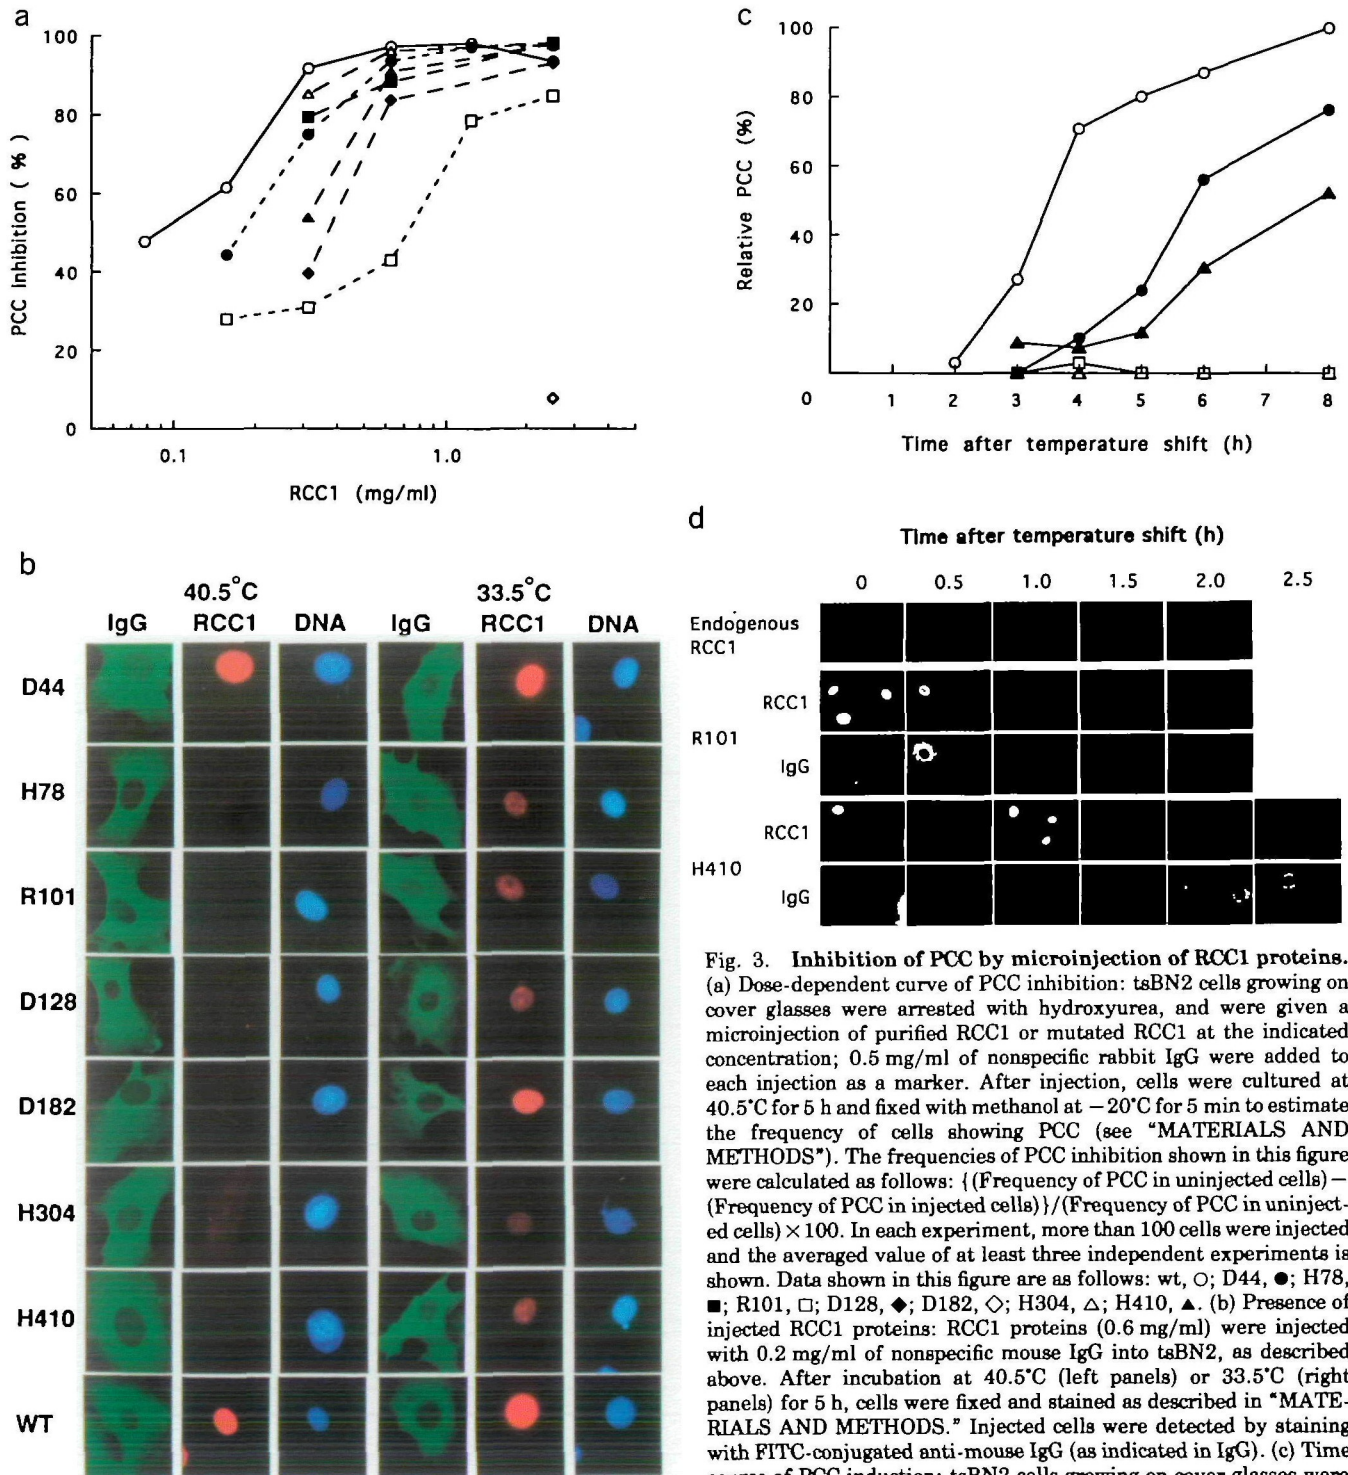 a
100
80
60
40
20
0
PCC Inhibition ( % )
0.1
1.0
RCC1 (mg/ml)
c
100
80
60
40
20
0
Relative PCC (%)
1 2 3 4 5 6 7 8
Time after temperature shift (h)
b
40.5°C 33.5°C
IgG RCC1 DNA IgG RCC1 DNA
D44
H78
R101
D128
D182
H304
H410
WT
d
Time after temperature shift (h)
0 0.5 1.0 1.5 2.0 2.5
Endogenous
RCC1
RCC1
R101
IgG
RCC1
H410
IgG
Fig. 3. Inhibition of PCC by microinjection of RCC1 proteins.
(a) Dose-dependent curve of PCC inhibition: tsBN2 cells growing on
cover glasses were arrested with hydroxyurea, and were given a
microinjection of purified RCC1 or mutated RCC1 at the indicated
concentration; 0.5 mg/ml of nonspecific rabbit IgG were added to
each injection as a marker. After injection, cells were cultured at
40.5°C for 5 h and fixed with methanol at −20°C for 5 min to estimate
the frequency of cells showing PCC (see "MATERIALS AND
METHODS"). The frequencies of PCC inhibition shown in this figure
were calculated as follows: {(Frequency of PCC in uninjected cells)−
(Frequency of PCC in injected cells)}/(Frequency of PCC in uninject-
ed cells)×100. In each experiment, more than 100 cells were injected
and the averaged value of at least three independent experiments is
shown. Data shown in this figure are as follows: wt, ○; D44, ●; H78,
■; R101, □; D128, ◆; D182, ◇; H304, △; H410, ▲. (b) Presence of
injected RCC1 proteins: RCC1 proteins (0.6 mg/ml) were injected
with 0.2 mg/ml of nonspecific mouse IgG into tsBN2, as described
above. After incubation at 40.5°C (left panels) or 33.5°C (right
panels) for 5 h, cells were fixed and stained as described in "MATE-
RIALS AND METHODS." Injected cells were detected by staining
with FITC-conjugated anti-mouse IgG (as indicated in IgG). (c) Time
course of PCC induction: tsBN2 cells growing on cover glasses were